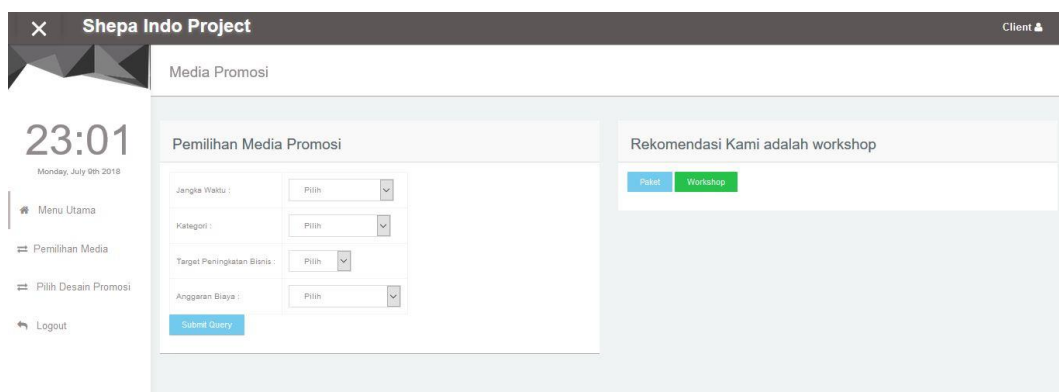 Shepa Indo Project
Client
Media Promosi
23:01
Monday, July 9th 2018
Menu Utama
Pemilihan Media
Pilih Desain Promosi
Logout
Pemilihan Media Promosi
Jangka Waktu : Pilih
Kategori : Pilih
Target Peningkatan Bisnis : Pilih
Anggaran Biaya : Pilih
Submit Query
Rekomendasi Kami adalah workshop
Paket Workshop